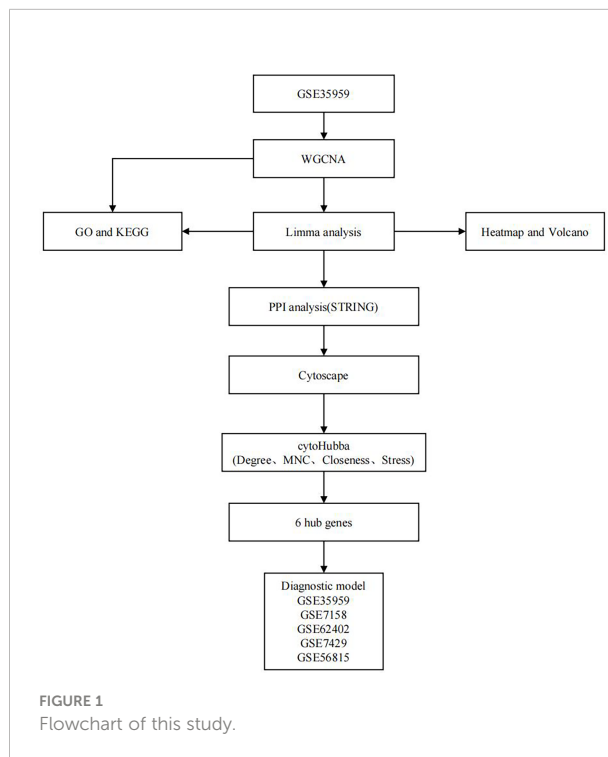 GSE35959
WGCNA
GO and KEGG
Limma analysis
Heatmap and Volcano
PPI analysis(STRING)
Cytoscape
cytoHubba
(Degree、MNC、Closeness、Stress)
6 hub genes
Diagnostic model
GSE35959
GSE7158
GSE62402
GSE7429
GSE56815
FIGURE 1
Flowchart of this study.